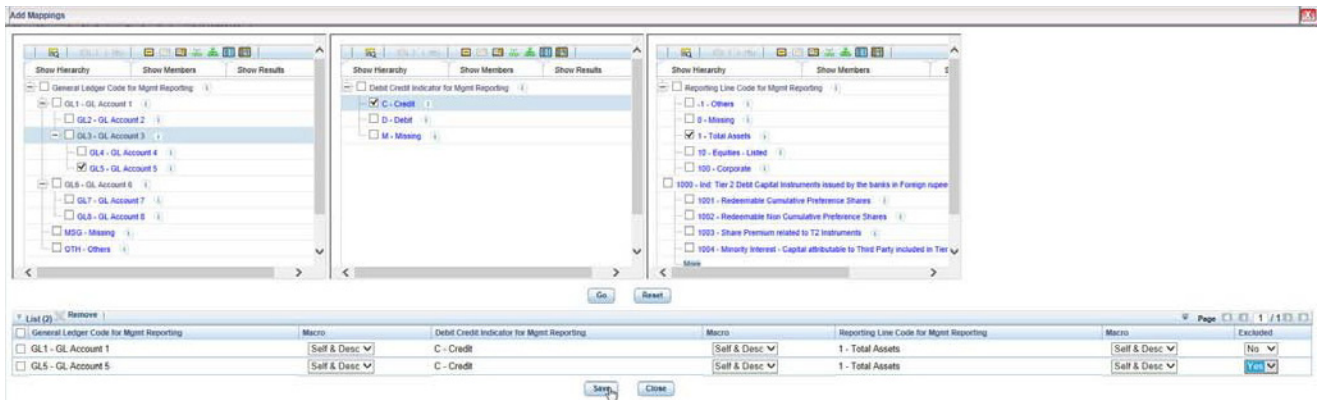 Add Mappings
Show Hierarchy Show Members Show Results
General Ledger Code for Mgmt Reporting
GL1 - GL Account 1
GL2 - GL Account 2
GL3 - GL Account 3
GL4 - GL Account 4
GL5 - GL Account 5
GL6 - GL Account 6
GL7 - GL Account 7
GL8 - GL Account 8
MSG - Missing
OTH - Others
Show Hierarchy Show Members Show Results
Debit Credit Indicator for Mgmt Reporting
C - Credit
D - Debit
M - Missing
Show Hierarchy Show Members S
Reporting Line Code for Mgmt Reporting
-1 - Others
0 - Missing
1 - Total Assets
10 - Equities - Listed
100 - Corporate
1000 - Ind: Tier 2 Debt Capital Instruments issued by the banks in Foreign rupee
1001 - Redeemable Cumulative Preference Shares
1002 - Redeemable Non Cumulative Preference Shares
1003 - Share Premium related to T2 Instruments
1004 - Minority Interest - Capital attributable to Third Party included in Tier
More
Go Reset
List (2) Remove Page 1 / 1
General Ledger Code for Mgmt Reporting Macro Debit Credit Indicator for Mgmt Reporting Macro Reporting Line Code for Mgmt Reporting Macro Excluded
GL1 - GL Account 1 Self & Desc C - Credit Self & Desc 1 - Total Assets Self & Desc No
GL5 - GL Account 5 Self & Desc C - Credit Self & Desc 1 - Total Assets Self & Desc Yes
Save Close